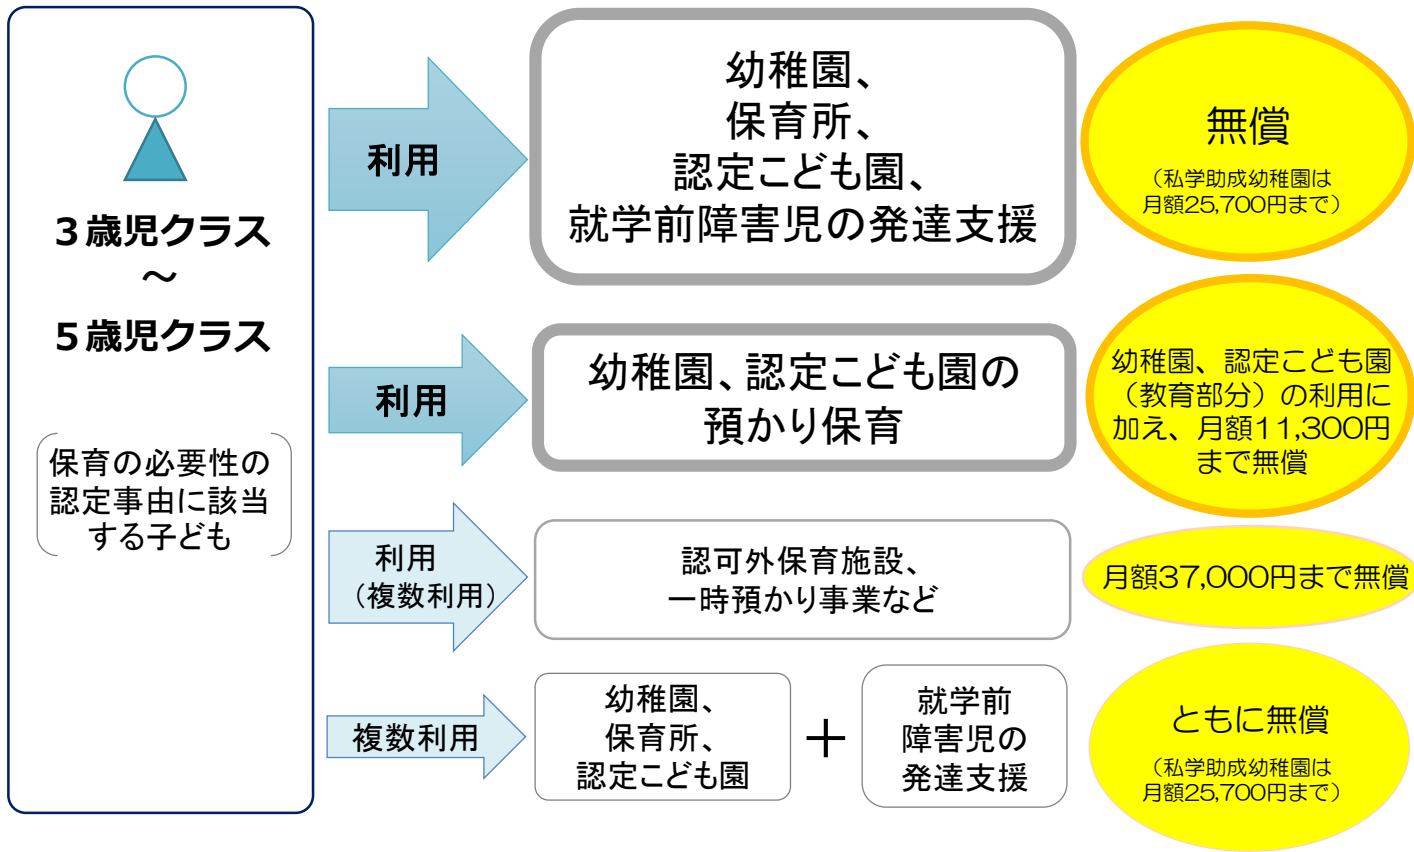 3歳児クラス
～
5歳児クラス
保育の必要性の
認定事由に該当
する子ども
利用
幼稚園、
保育所、
認定こども園、
就学前障害児の発達支援
無償
（私学助成幼稚園は
月額25,700円まで）
利用
幼稚園、認定こども園の
預かり保育
幼稚園、認定こども園
（教育部分）の利用に
加え、月額11,300円
まで無償
利用
（複数利用）
認可外保育施設、
一時預かり事業など
月額37,000円まで無償
複数利用
幼稚園、
保育所、
認定こども園
＋
就学前
障害児の
発達支援
ともに無償
（私学助成幼稚園は
月額25,700円まで）